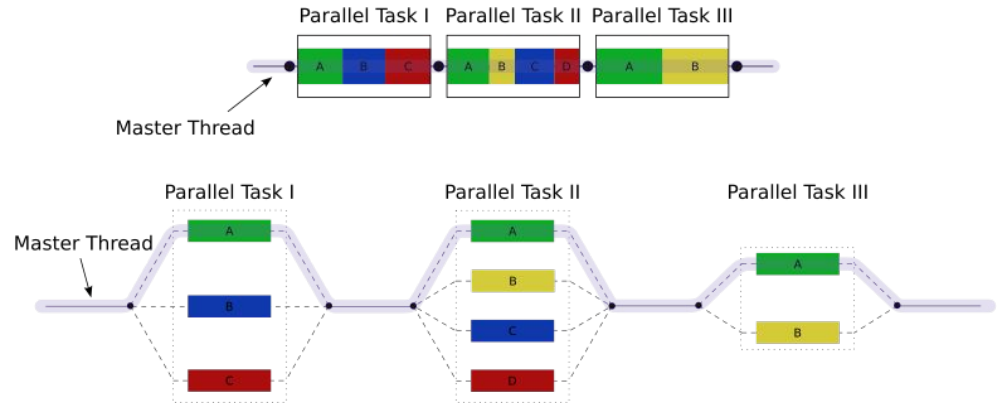 Parallel Task I Parallel Task II Parallel Task III
A B C A B C D A B
Master Thread
Parallel Task I Parallel Task II Parallel Task III
A A
Master Thread
B A
B
C
B
C D